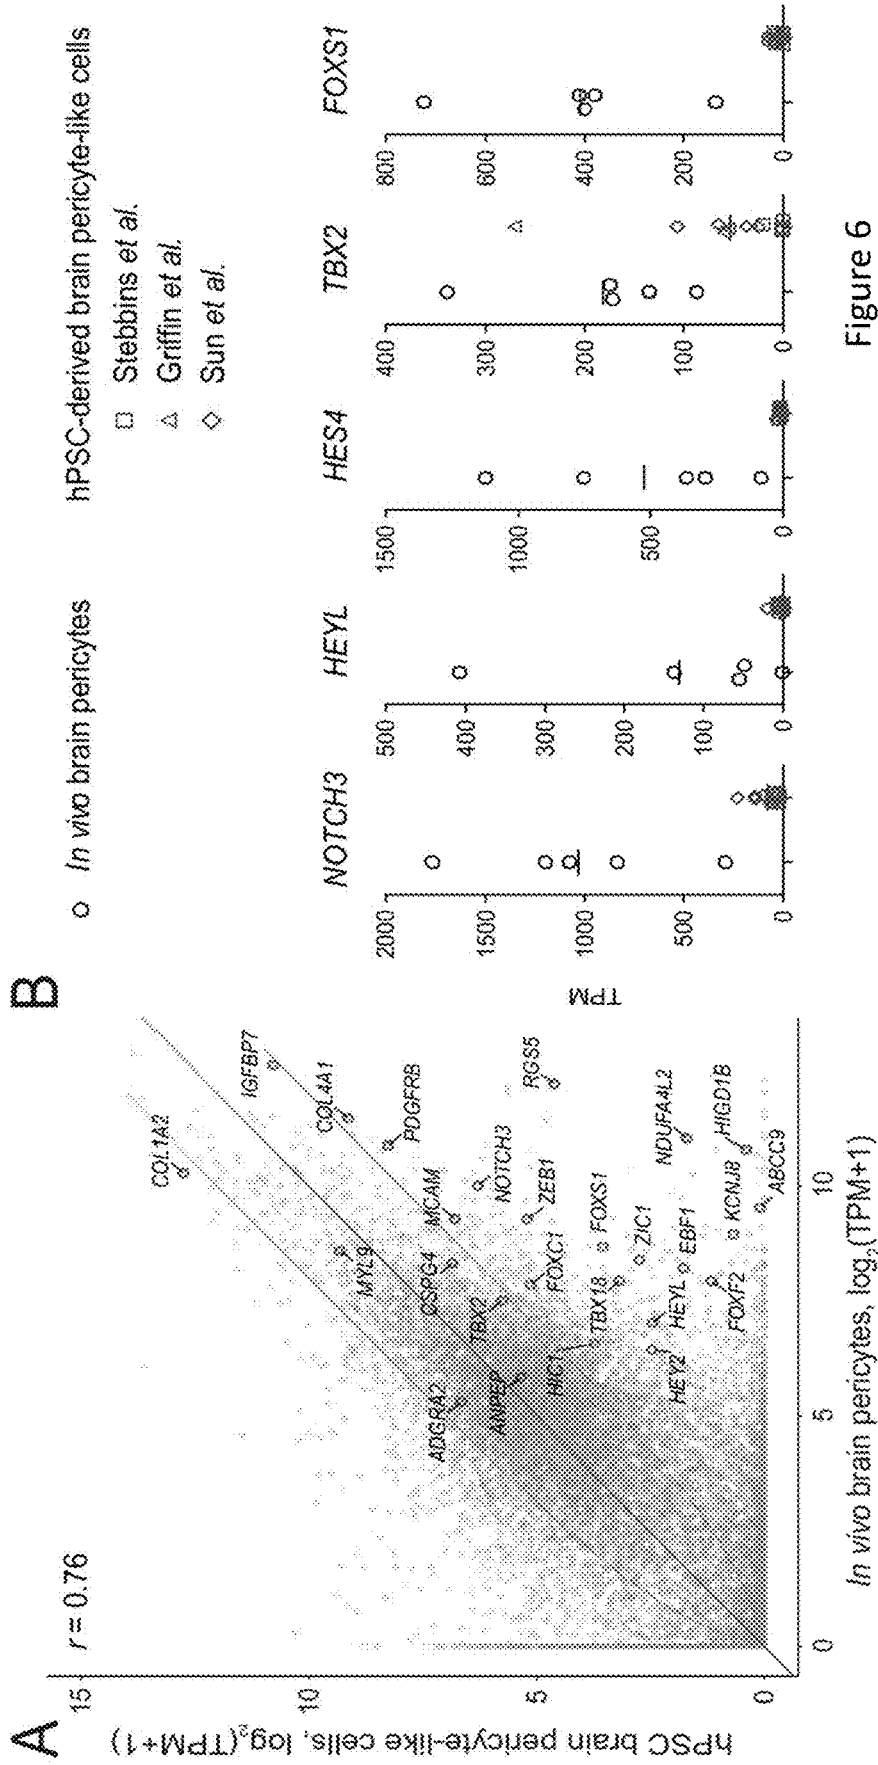 A
r = 0.76
hPSC brain pericyte-like cells, log₂(TPM+1)
15
10
5
0
COL1A2
IGFBP7
COL4A1
MYL9
PDGFRB
MCAM
CSPG4
NOTCH3
RGS5
ADGRA2
TBX2
ZEB1
ANPEP
FOXC1
HIC1
TBX18
FOXS1
ZIC1
NDUFA4L2
HEY2
HEYL
EBF1
HIGD1B
FOXF2
KCNJ8
ABCC9
0
5
10
In vivo brain pericytes, log₂(TPM+1)
B
In vivo brain pericytes
hPSC-derived brain pericyte-like cells
Stebbins et al.
Griffin et al.
Sun et al.
NOTCH3
HEYL
HES4
TBX2
FOXS1
TPM
2000
1500
1000
500
0
500
400
300
200
100
0
1500
1000
500
0
400
300
200
100
0
800
600
400
200
0
Figure 6